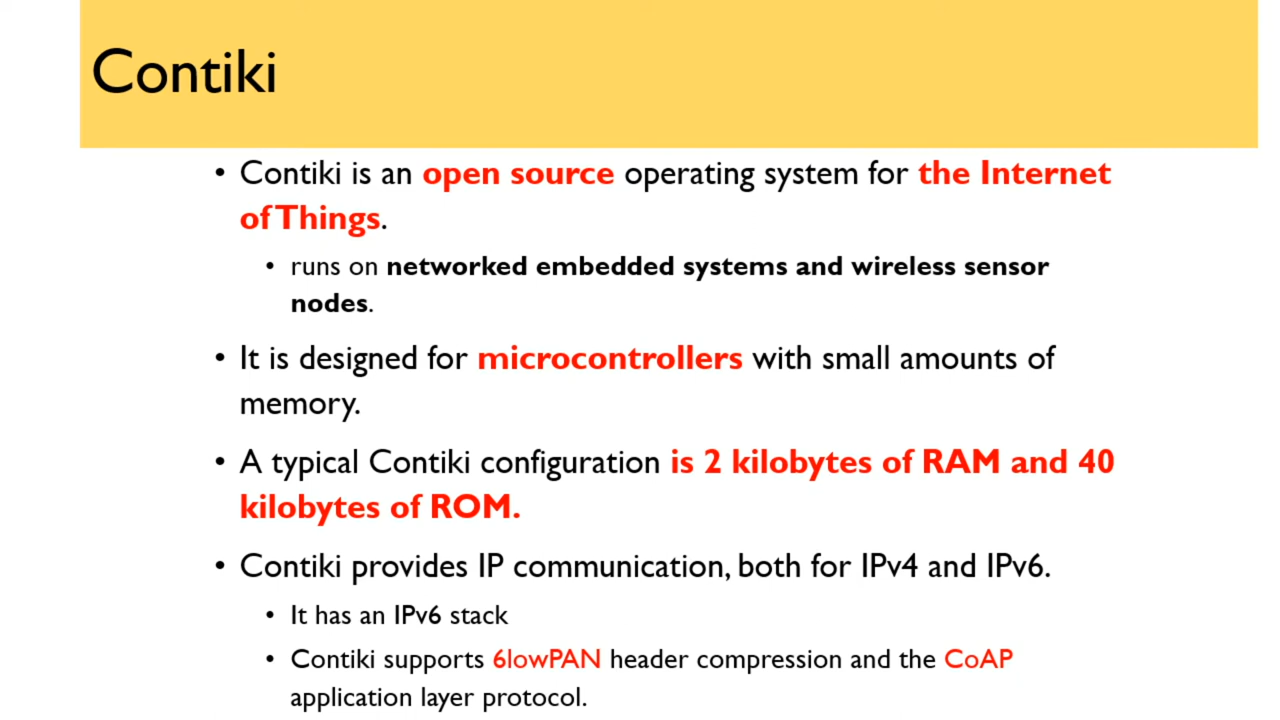 Contiki
• Contiki is an open source operating system for the Internet
of Things.
• runs on networked embedded systems and wireless sensor
nodes.
• It is designed for microcontrollers with small amounts of
memory.
• A typical Contiki configuration is 2 kilobytes of RAM and 40
kilobytes of ROM.
• Contiki provides IP communication, both for IPv4 and IPv6.
• It has an IPv6 stack
• Contiki supports 6lowPAN header compression and the CoAP
application layer protocol.